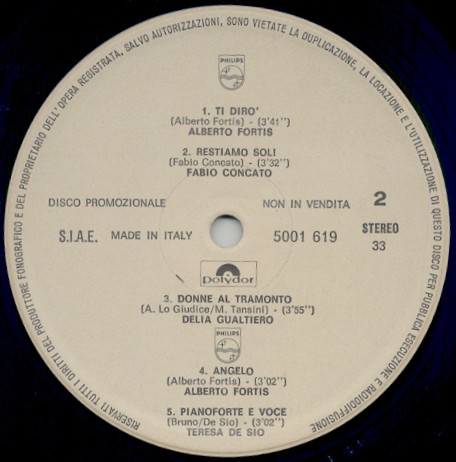 RISERVATI TUTTI I DIRITTI DEL PRODUTTORE FONOGRAFICO E DEL PROPRIETARIO DELL'OPERA REGISTRATA, SALVO AUTORIZZAZIONI, SONO VIETATE LA DUPLICAZIONE, LA LOCAZIONE E L'UTILIZZAZIONE DI QUESTO DISCO PER PUBBLICA ESECUZIONE E RADIODIFFUSIONE
PHILIPS
1. TI DIRO'
(Alberto Fortis) - (3'41")
ALBERTO FORTIS
2. RESTIAMO SOLI
(Fabio Concato) - (3'32")
FABIO CONCATO
DISCO PROMOZIONALE NON IN VENDITA 2
S.I.A.E. MADE IN ITALY 5001 619 STEREO
33
polydor
3. DONNE AL TRAMONTO
(A. Lo Giudice/M. Tansini) - (3'55")
DELIA GUALTIERO
PHILIPS
4. ANGELO
(Alberto Fortis) - (3'02")
ALBERTO FORTIS
5. PIANOFORTE E VOCE
(Bruno/De Sio) - (3'02")
TERESA DE SIO